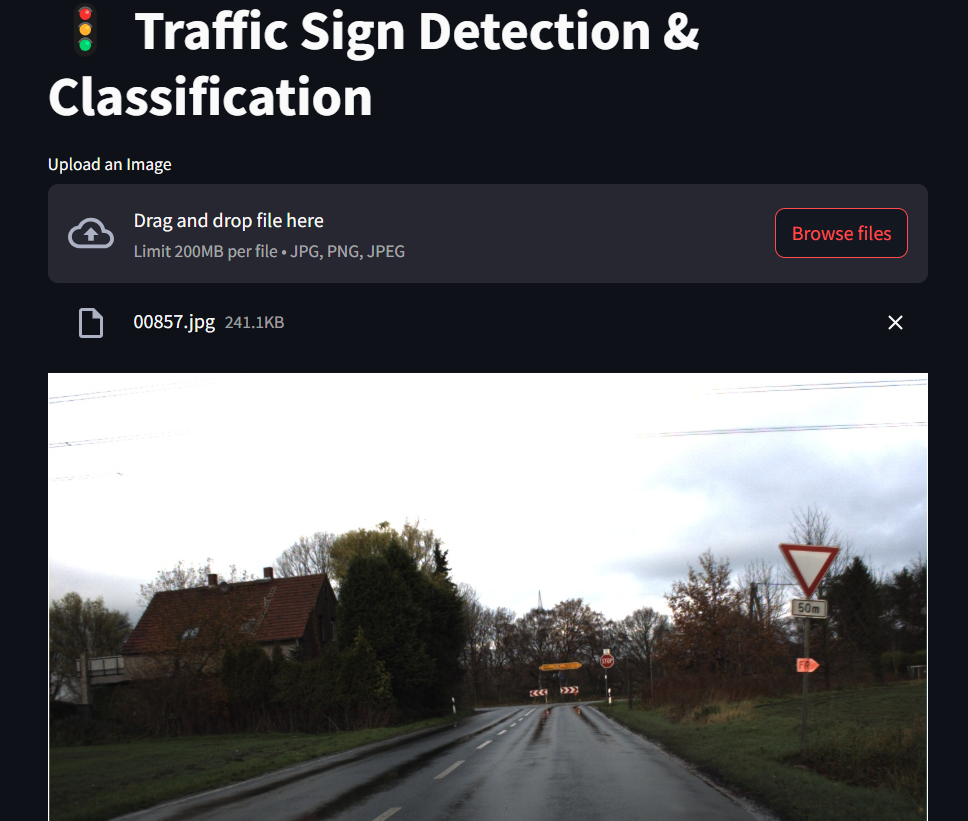 Traffic Sign Detection &
Classification
Upload an Image
Drag and drop file here
Limit 200MB per file • JPG, PNG, JPEG
Browse files
00857.jpg 241.1KB
50m
STOP